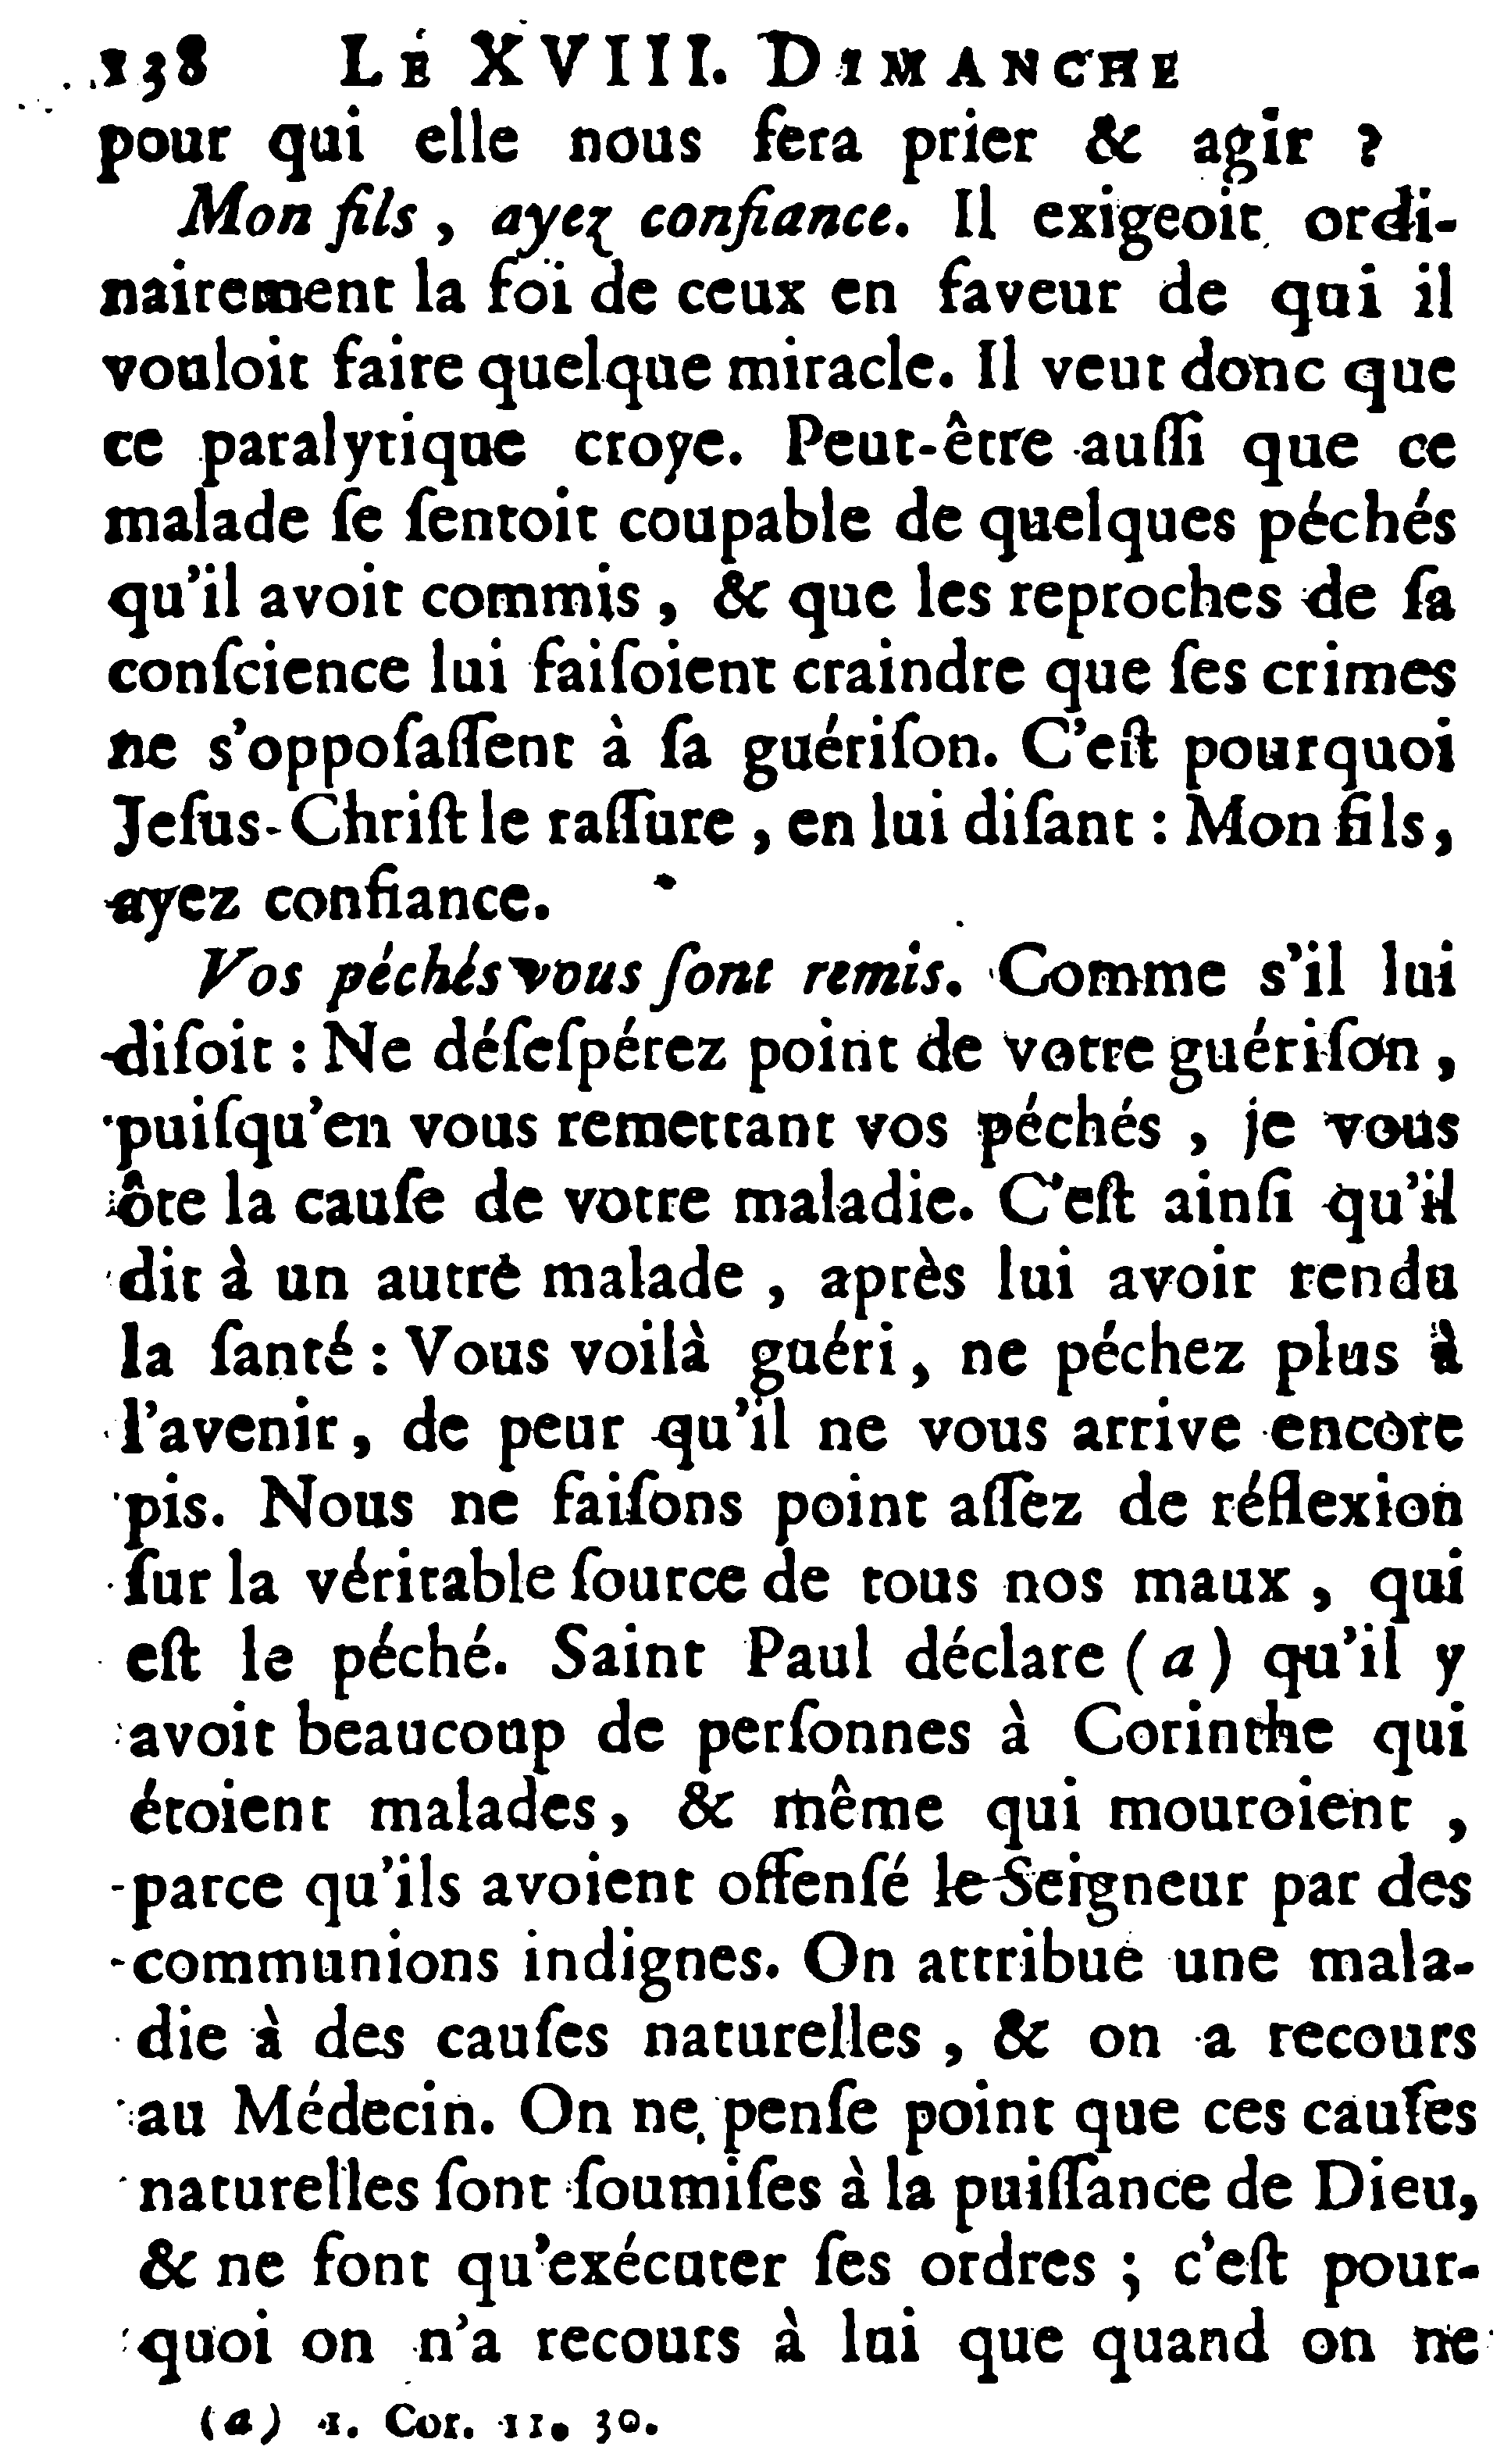 138 LE XVIII. DIMANCHE
pour qui elle nous fera prier & agir ?
Mon fils, ayez confiance. Il exigeoit ordi-
nairement la foi de ceux en faveur de qui il
vouloit faire quelque miracle. Il veut donc que
ce paralytique croye. Peut-être auſſi que ce
malade ſe ſentoit coupable de quelques péchés
qu'il avoit commis, & que les reproches de ſa
conſcience lui faiſoient craindre que ſes crimes
ne s'oppoſaſſent à ſa guériſon. C'eſt pourquoi
Jeſus-Chriſt le raſſure, en lui diſant : Mon fils,
ayez confiance.
Vos péchés vous ſont remis. Comme s'il lui
diſoit : Ne déſeſpérez point de votre guériſon,
puiſqu'en vous remettant vos péchés, je vous
ôte la cauſe de votre maladie. C'eſt ainſi qu'il
dit à un autre malade, après lui avoir rendu
la ſanté : Vous voilà guéri, ne péchez plus à
l'avenir, de peur qu'il ne vous arrive encore
pis. Nous ne faiſons point aſſez de réflexion
ſur la véritable ſource de tous nos maux, qui
eſt le péché. Saint Paul déclare (a) qu'il y
avoit beaucoup de perſonnes à Corinthe qui
étoient malades, & même qui mouroient,
parce qu'ils avoient offenſé le Seigneur par des
communions indignes. On attribue une mala-
die à des cauſes naturelles, & on a recours
au Médecin. On ne penſe point que ces cauſes
naturelles ſont ſoumiſes à la puiſſance de Dieu,
& ne font qu'exécuter ſes ordres ; c'eſt pour-
quoi on n'a recours à lui que quand on ne
(a) 1. Cor. 11. 30.